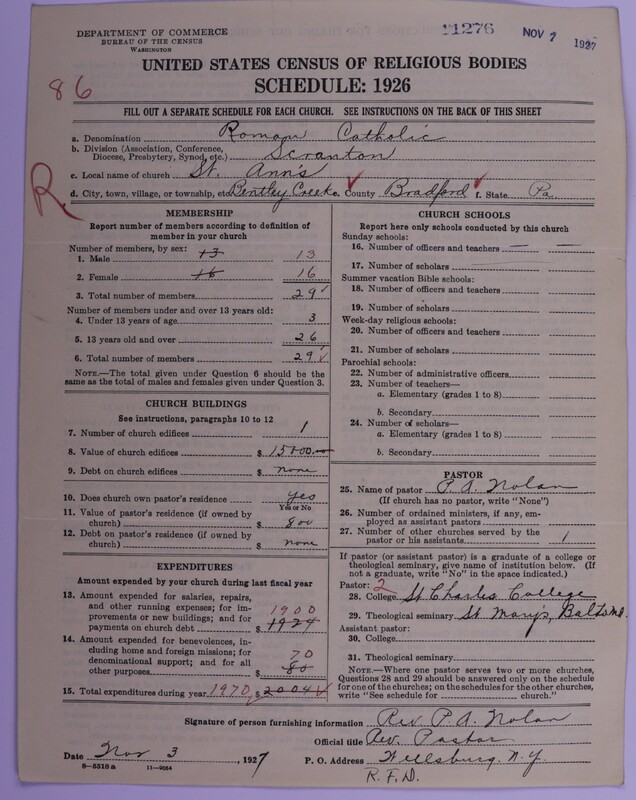 DEPARTMENT OF COMMERCE
BUREAU OF THE CENSUS
WASHINGTON
11276
NOV 2 1927
UNITED STATES CENSUS OF RELIGIOUS BODIES
SCHEDULE: 1926
86
FILL OUT A SEPARATE SCHEDULE FOR EACH CHURCH. SEE INSTRUCTIONS ON THE BACK OF THIS SHEET
a. Denomination Roman Catholic
b. Division (Association, Conference,
Diocese, Presbytery, Synod, etc.) Scranton
c. Local name of church St. Ann's
R
d. City, town, village, or township, etc. Bentley Creek e. County Bradford f. State Pa.
MEMBERSHIP
Report number of members according to definition of
member in your church
Number of members, by sex:
1. Male 13 13
2. Female 16 16
3. Total number of members 29
Number of members under and over 13 years old:
4. Under 13 years of age 3
5. 13 years old and over 26
6. Total number of members 29
NOTE.—The total given under Question 6 should be the
same as the total of males and females given under Question 3.
CHURCH BUILDINGS
See instructions, paragraphs 10 to 12
7. Number of church edifices 1
8. Value of church edifices $ 15000
9. Debt on church edifices $ none
10. Does church own pastor's residence yes
Yes or No
11. Value of pastor's residence (if owned by
church) $ 800
12. Debt on pastor's residence (if owned by
church) $ none
EXPENDITURES
Amount expended by your church during last fiscal year
13. Amount expended for salaries, repairs,
and other running expenses; for im-
provements or new buildings; and for
payments on church debt $ 1900 1924
14. Amount expended for benevolences, in-
cluding home and foreign missions; for
denominational support; and for all
other purposes $ 70 80
15. Total expenditures during year 1970 $ 2004
CHURCH SCHOOLS
Report here only schools conducted by this church
Sunday schools:
16. Number of officers and teachers — —
17. Number of scholars
Summer vacation Bible schools:
18. Number of officers and teachers
19. Number of scholars
Week-day religious schools:
20. Number of officers and teachers
21. Number of scholars
Parochial schools:
22. Number of administrative officers
23. Number of teachers—
a. Elementary (grades 1 to 8)
b. Secondary
24. Number of scholars—
a. Elementary (grades 1 to 8)
b. Secondary
PASTOR
25. Name of pastor P. A. Nolan
(If church has no pastor, write "None")
26. Number of ordained ministers, if any, em-
ployed as assistant pastors
27. Number of other churches served by the
pastor or his assistants 1
If pastor (or assistant pastor) is a graduate of a college or
theological seminary, give name of institution below. (If
not a graduate, write "No" in the space indicated.)
Pastor: 2
28. College St Charles College
29. Theological seminary St Mary's, Balto Md.
Assistant pastor:
30. College
31. Theological seminary
NOTE.—Where one pastor serves two or more churches,
Questions 28 and 29 should be answered only on the schedule
for one of the churches; on the schedules for the other churches,
write "See schedule for church."
Signature of person furnishing information Rev. P. A. Nolan
Official title Rev. Pastor
Date Nov 3, 1927 P. O. Address Wellsburg. N. Y.
8—5318 a 11—9064
R. F. D.